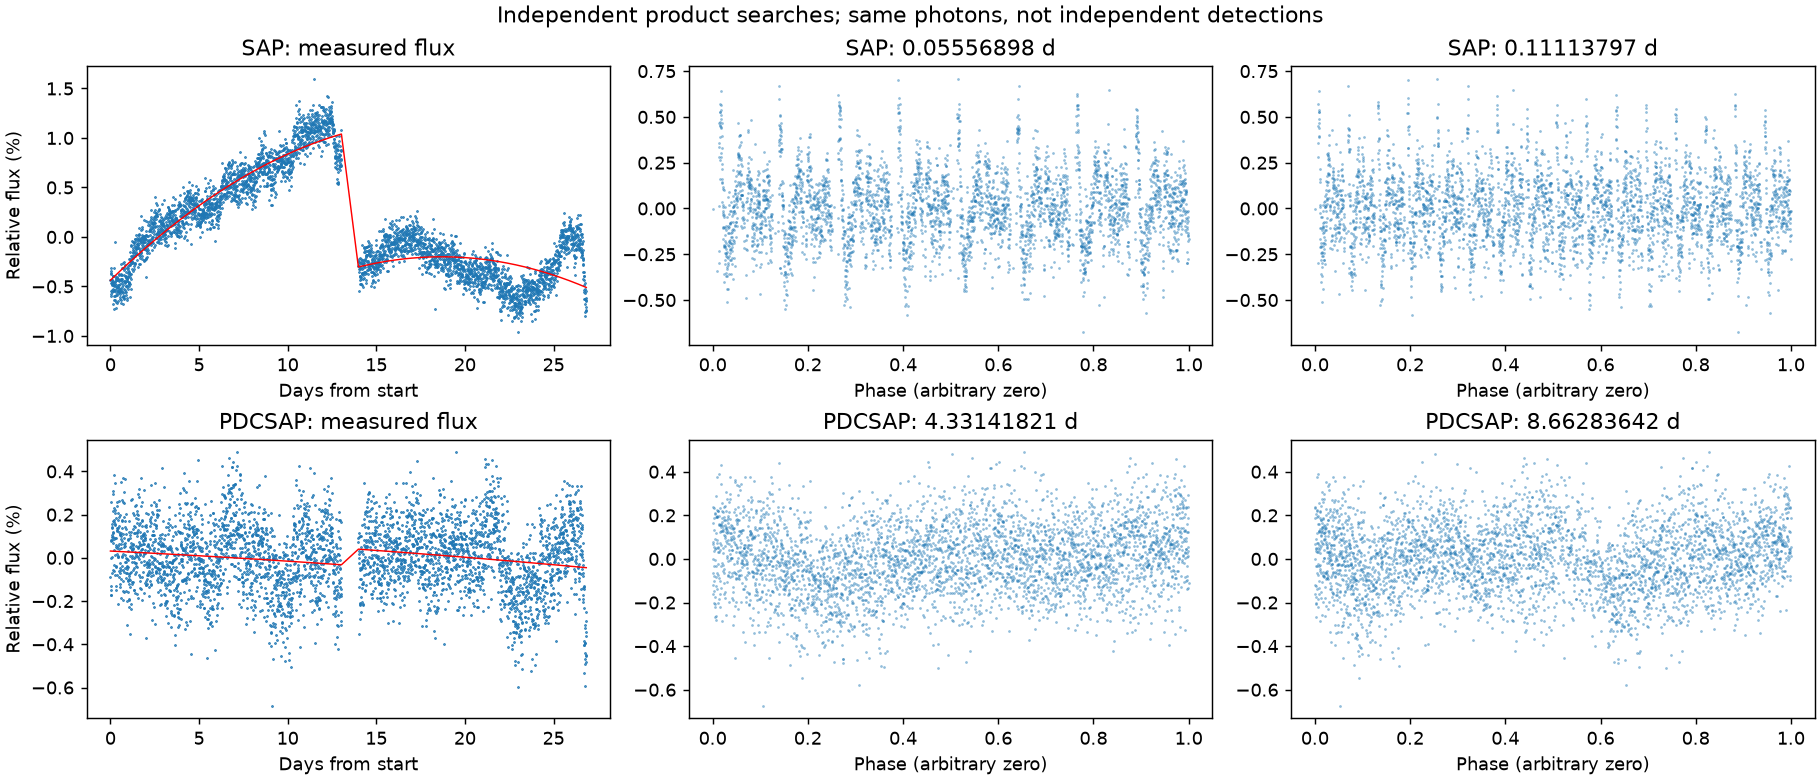 Independent product searches; same photons, not independent detections
SAP: measured flux
SAP: 0.05556898 d
SAP: 0.11113797 d
Relative flux (%)
1.5
1.0
0.5
0.0
−0.5
−1.0
0 5 10 15 20 25
Days from start
0.75
0.50
0.25
0.00
−0.25
−0.50
0.0 0.2 0.4 0.6 0.8 1.0
Phase (arbitrary zero)
0.75
0.50
0.25
0.00
−0.25
−0.50
0.0 0.2 0.4 0.6 0.8 1.0
Phase (arbitrary zero)
PDCSAP: measured flux
PDCSAP: 4.33141821 d
PDCSAP: 8.66283642 d
Relative flux (%)
0.4
0.2
0.0
−0.2
−0.4
−0.6
0 5 10 15 20 25
Days from start
0.4
0.2
0.0
−0.2
−0.4
−0.6
0.0 0.2 0.4 0.6 0.8 1.0
Phase (arbitrary zero)
0.4
0.2
0.0
−0.2
−0.4
−0.6
0.0 0.2 0.4 0.6 0.8 1.0
Phase (arbitrary zero)